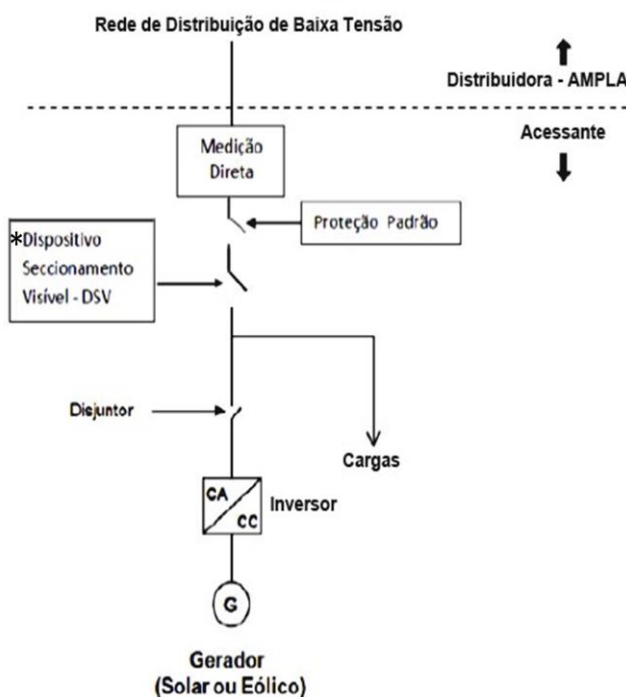 Rede de Distribuição de Baixa Tensão
Distribuidora - AMPLA
Acessante
Medição
Direta
Proteção Padrão
*Dispositivo
Seccionamento
Visível - DSV
Disjuntor
Cargas
CA
CC
Inversor
G
Gerador
(Solar ou Eólico)